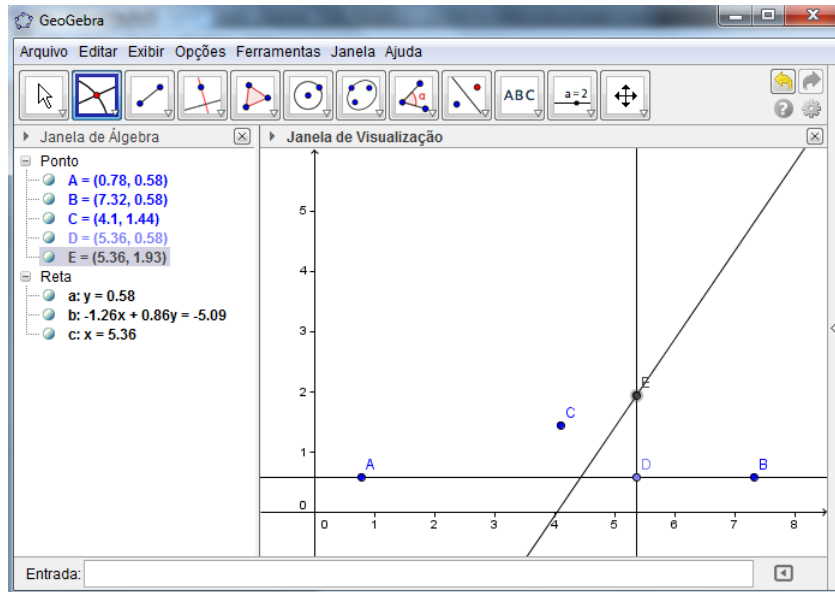 GeoGebra
Arquivo Editar Exibir Opções Ferramentas Janela Ajuda
ABC
a=2
α
Janela de Álgebra
Ponto
A = (0.78, 0.58)
B = (7.32, 0.58)
C = (4.1, 1.44)
D = (5.36, 0.58)
E = (5.36, 1.93)
Reta
a: y = 0.58
b: -1.26x + 0.86y = -5.09
c: x = 5.36
Janela de Visualização
5
4
3
2
1
0
E
C
A
D
B
0 1 2 3 4 5 6 7 8
Entrada: